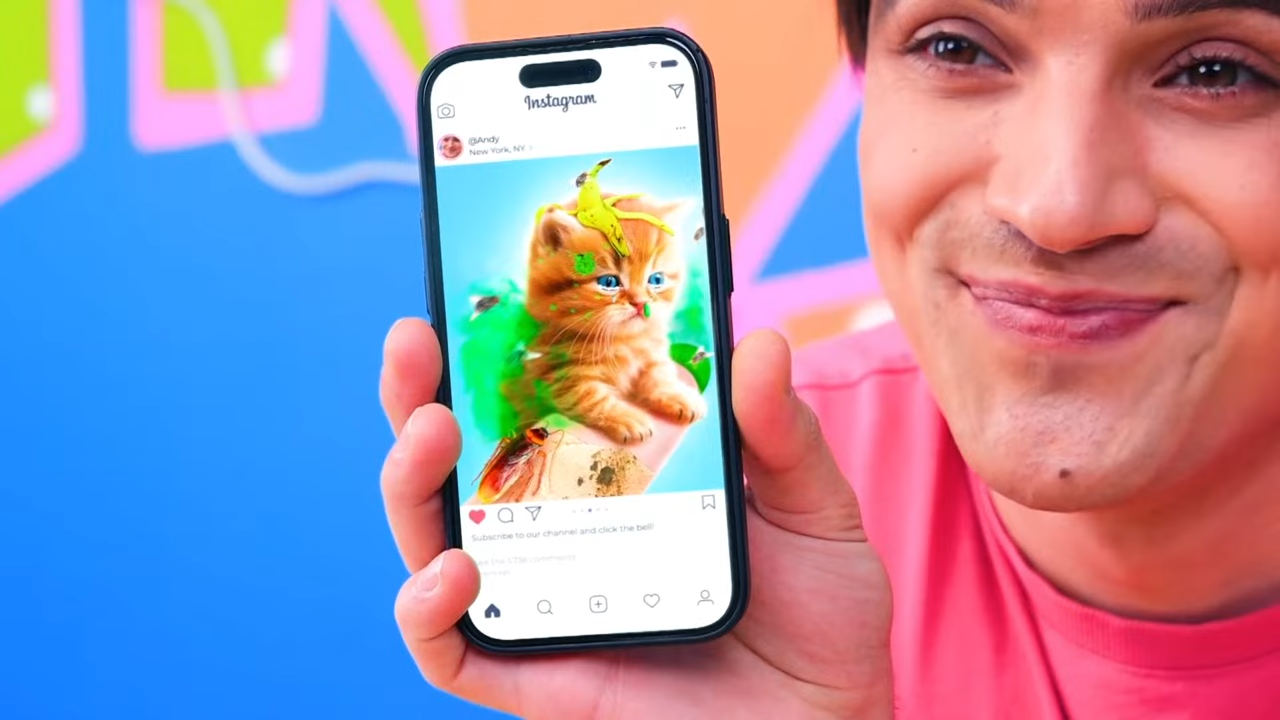 Instagram
@Andy
New York, NY
Subscribe to our channel and click the bell!